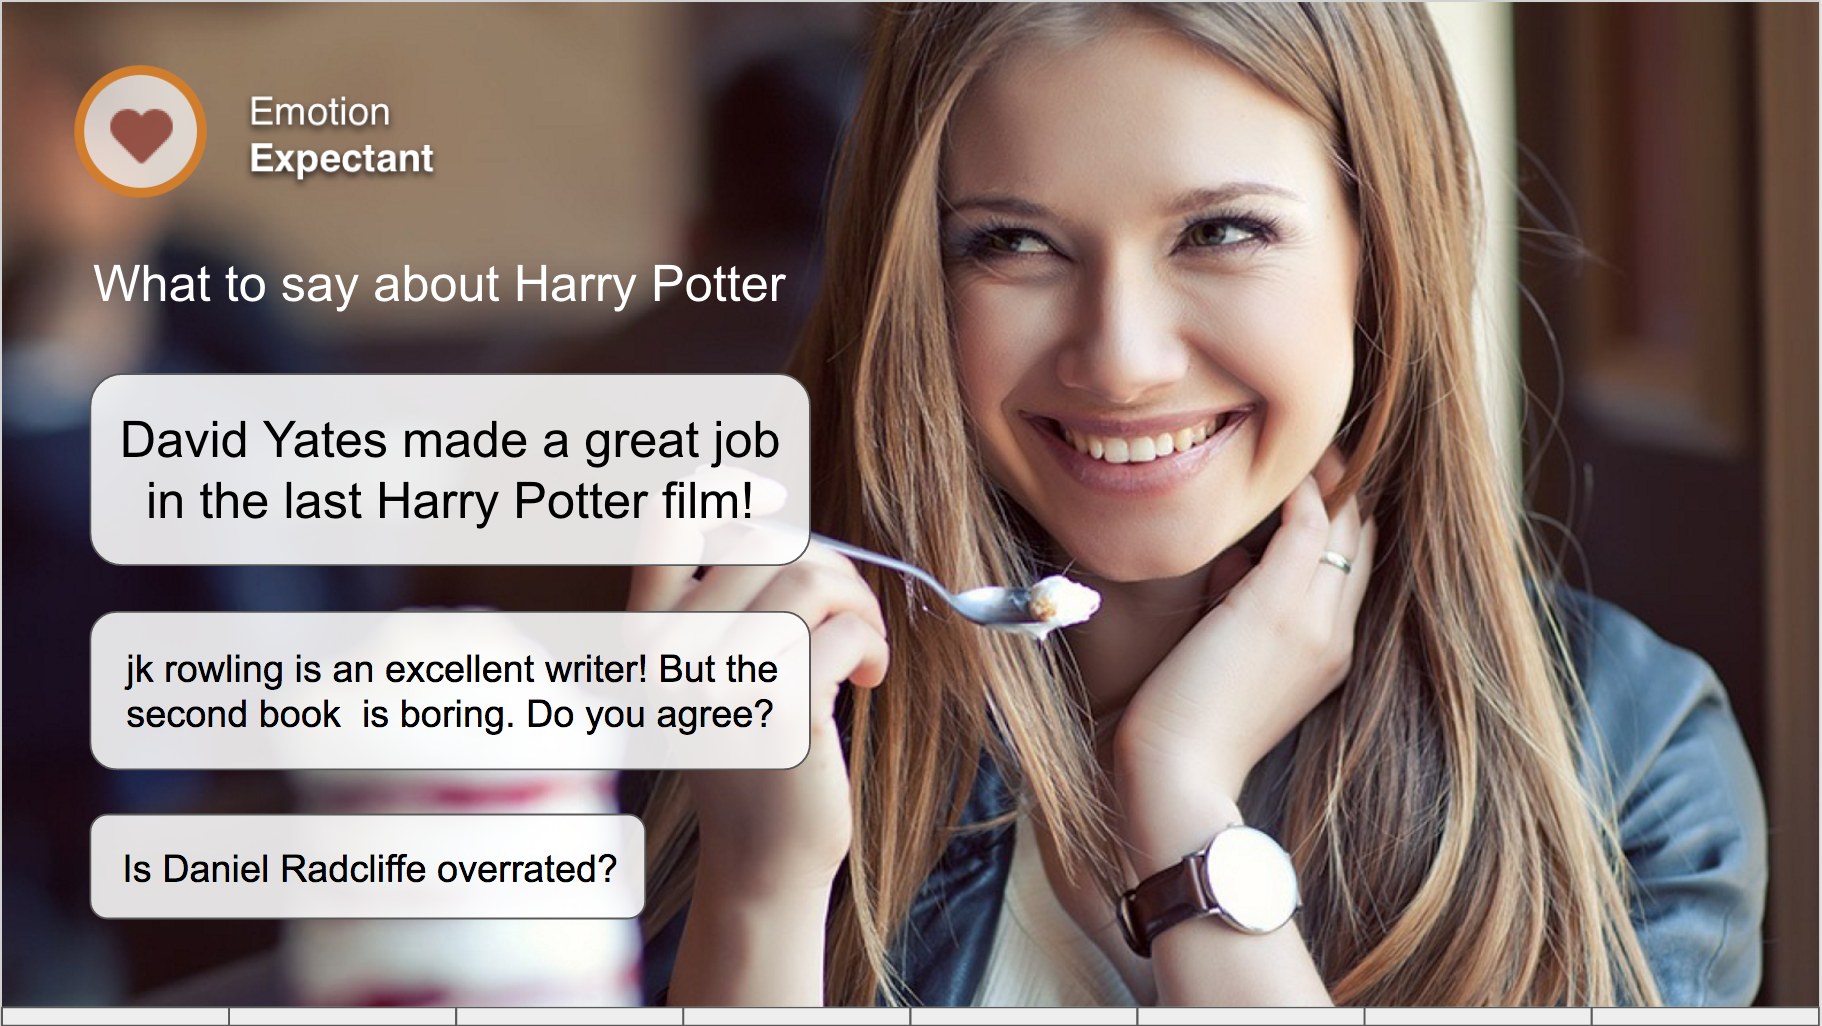 Emotion
Expectant
What to say about Harry Potter
David Yates made a great job
in the last Harry Potter film!
jk rowling is an excellent writer! But the
second book  is boring. Do you agree?
Is Daniel Radcliffe overrated?